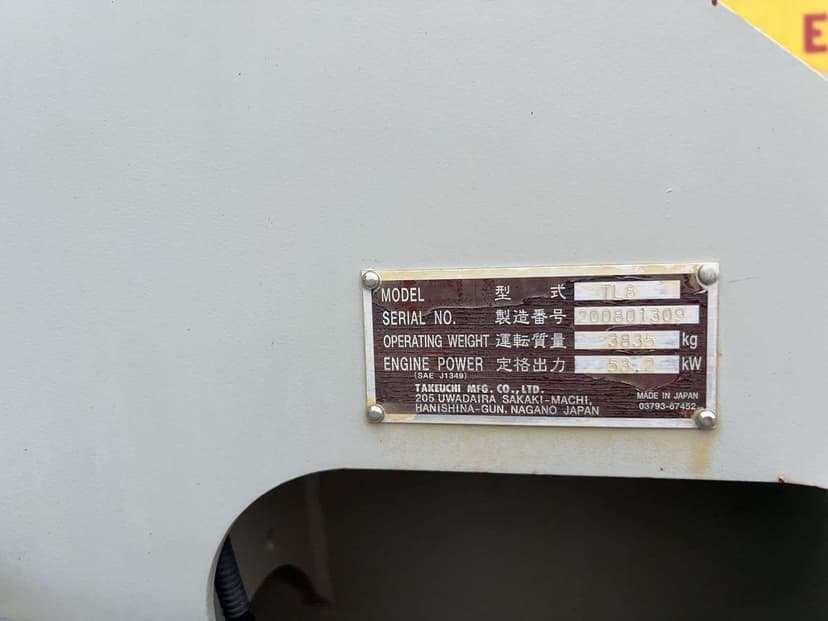 E
MODEL 型式 TL8
SERIAL NO. 製造番号 200801309
OPERATING WEIGHT 運転質量 3835 kg
ENGINE POWER 定格出力 53.2 kW
(SAE J1349)
TAKEUCHI MFG. CO., LTD.
205 UWADAIRA SAKAKI-MACHI,
HANISHINA-GUN, NAGANO JAPAN
MADE IN JAPAN
03793-67452